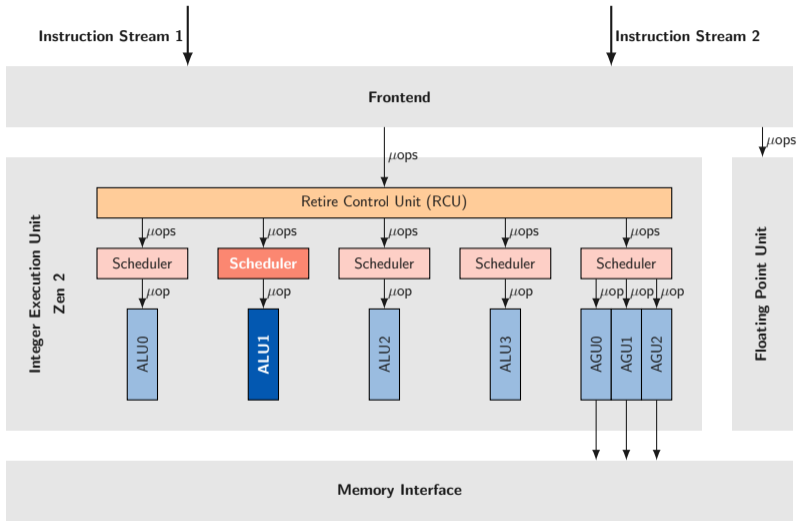 Instruction Stream 1
Instruction Stream 2
Frontend
μops
μops
Integer Execution Unit
Zen 2
Retire Control Unit (RCU)
μops
μops
μops
μops
μops
Scheduler
Scheduler
Scheduler
Scheduler
Scheduler
μop
μop
μop
μop
μop
μop
μop
ALU0
ALU1
ALU2
ALU3
AGU0
AGU1
AGU2
Floating Point Unit
Memory Interface